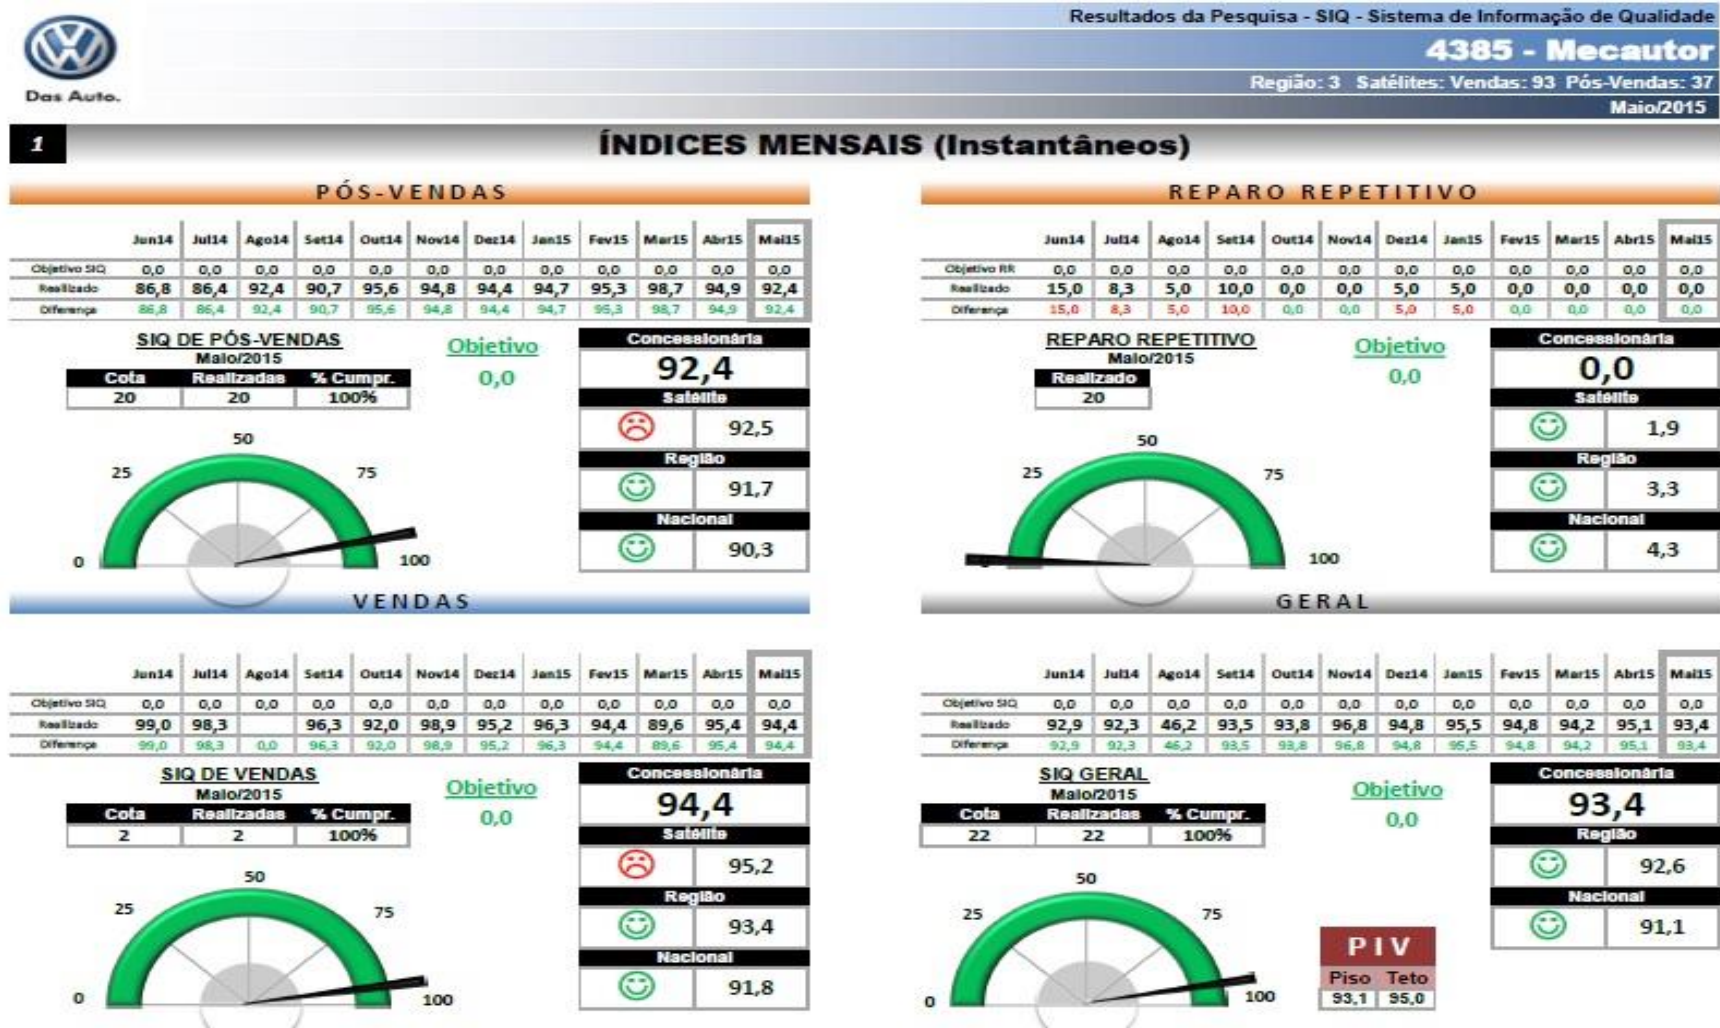 Das Auto.
Resultados da Pesquisa - SIQ - Sistema de Informação de Qualidade
4385 - Mecautor
Região: 3 Satélites: Vendas: 93 Pós-Vendas: 37
Maio/2015
1
ÍNDICES MENSAIS (Instantâneos)
PÓS-VENDAS
Jun14 Jul14 Ago14 Set14 Out14 Nov14 Dez14 Jan15 Fev15 Mar15 Abr15 Mai15
Objetivo SIQ 0,0 0,0 0,0 0,0 0,0 0,0 0,0 0,0 0,0 0,0 0,0 0,0
Realizado 86,8 86,4 92,4 90,7 95,6 94,8 94,4 94,7 95,3 98,7 94,9 92,4
Diferença 86,8 86,4 92,4 90,7 95,6 94,8 94,4 94,7 95,3 98,7 94,9 92,4
SIQ DE PÓS-VENDAS
Maio/2015
Cota Realizadas % Cumpr.
20 20 100%
Objetivo
0,0
Concessionária
92,4
Satélite
92,5
Região
91,7
Nacional
90,3
0 25 50 75 100
REPARO REPETITIVO
Jun14 Jul14 Ago14 Set14 Out14 Nov14 Dez14 Jan15 Fev15 Mar15 Abr15 Mai15
Objetivo RR 0,0 0,0 0,0 0,0 0,0 0,0 0,0 0,0 0,0 0,0 0,0 0,0
Realizado 15,0 8,3 5,0 10,0 0,0 0,0 5,0 5,0 0,0 0,0 0,0 0,0
Diferença 15,0 8,3 5,0 10,0 0,0 0,0 5,0 5,0 0,0 0,0 0,0 0,0
REPARO REPETITIVO
Maio/2015
Realizado
20
Objetivo
0,0
Concessionária
0,0
Satélite
1,9
Região
3,3
Nacional
4,3
25 50 75 100
VENDAS
Jun14 Jul14 Ago14 Set14 Out14 Nov14 Dez14 Jan15 Fev15 Mar15 Abr15 Mai15
Objetivo SIQ 0,0 0,0 0,0 0,0 0,0 0,0 0,0 0,0 0,0 0,0 0,0 0,0
Realizado 99,0 98,3 96,3 92,0 98,9 95,2 96,3 94,4 89,6 95,4 94,4
Diferença 99,0 98,3 0,0 96,3 92,0 98,9 95,2 96,3 94,4 89,6 95,4 94,4
SIQ DE VENDAS
Maio/2015
Cota Realizadas % Cumpr.
2 2 100%
Objetivo
0,0
Concessionária
94,4
Satélite
95,2
Região
93,4
Nacional
91,8
0 25 50 75 100
GERAL
Jun14 Jul14 Ago14 Set14 Out14 Nov14 Dez14 Jan15 Fev15 Mar15 Abr15 Mai15
Objetivo SIQ 0,0 0,0 0,0 0,0 0,0 0,0 0,0 0,0 0,0 0,0 0,0 0,0
Realizado 92,9 92,3 46,2 93,5 93,8 96,8 94,8 95,5 94,8 94,2 95,1 93,4
Diferença 92,9 92,3 46,2 93,5 93,8 96,8 94,8 95,5 94,8 94,2 95,1 93,4
SIQ GERAL
Maio/2015
Cota Realizadas % Cumpr.
22 22 100%
Objetivo
0,0
Concessionária
93,4
Região
92,6
Nacional
91,1
0 25 50 75 100
PIV
Piso Teto
93,1 95,0